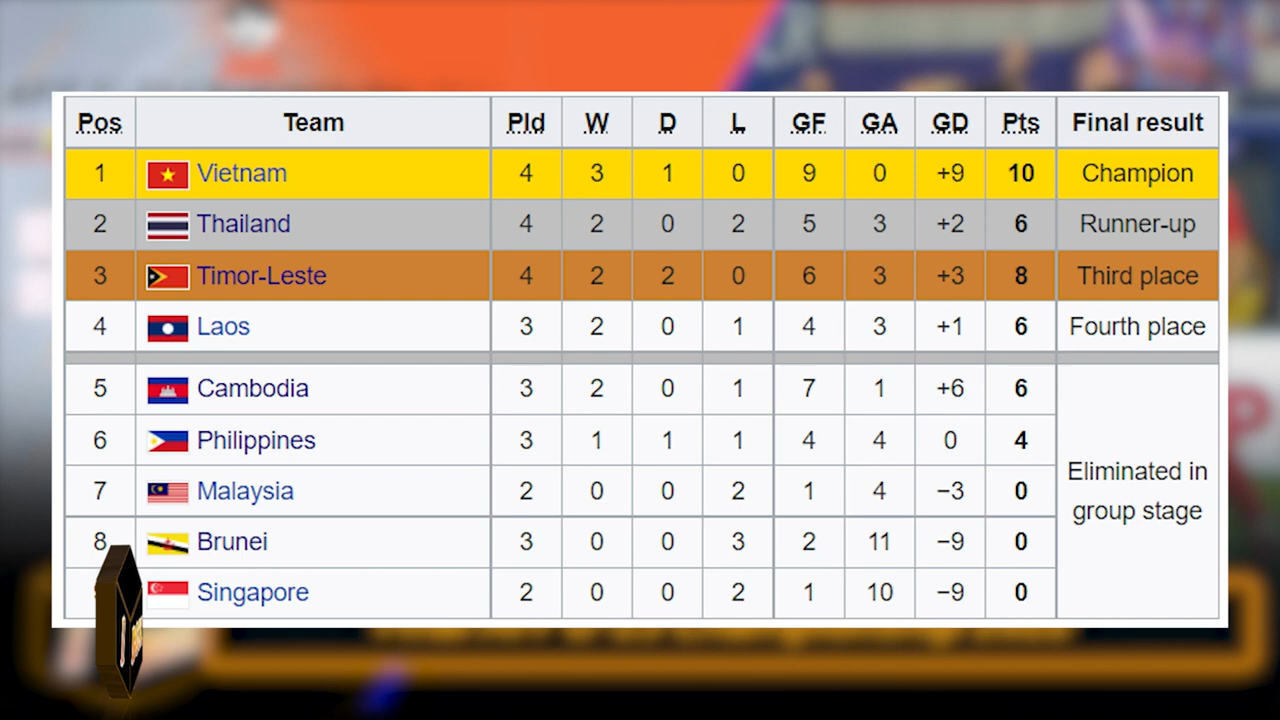 Pos Team Pld W D L GF GA GD Pts Final result
1 Vietnam 4 3 1 0 9 0 +9 10 Champion
2 Thailand 4 2 0 2 5 3 +2 6 Runner-up
3 Timor-Leste 4 2 2 0 6 3 +3 8 Third place
4 Laos 3 2 0 1 4 3 +1 6 Fourth place
5 Cambodia 3 2 0 1 7 1 +6 6
6 Philippines 3 1 1 1 4 4 0 4
Eliminated in
7 Malaysia 2 0 0 2 1 4 −3 0
group stage
8 Brunei 3 0 0 3 2 11 −9 0
Singapore 2 0 0 2 1 10 −9 0